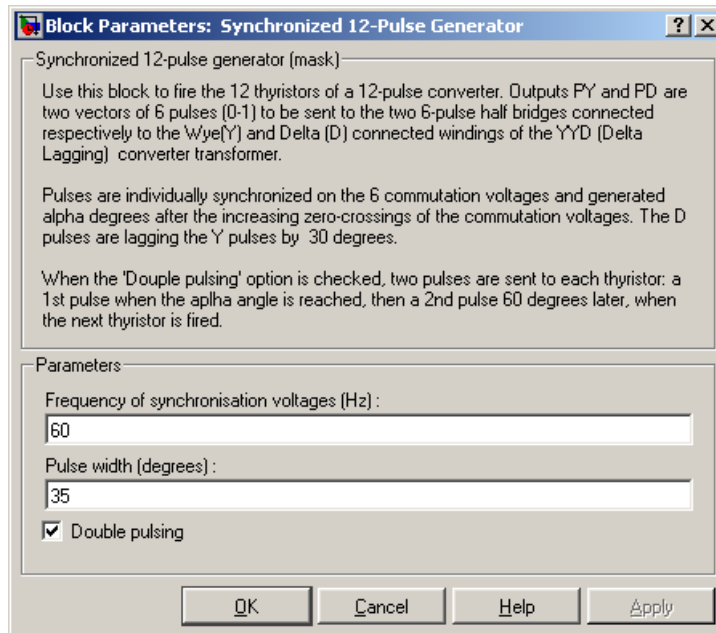 Block Parameters: Synchronized 12-Pulse Generator
Synchronized 12-pulse generator (mask)
Use this block to fire the 12 thyristors of a 12-pulse converter. Outputs PY and PD are
two vectors of 6 pulses (0-1) to be sent to the two 6-pulse half bridges connected
respectively to the Wye(Y) and Delta (D) connected windings of the YYD (Delta
Lagging) converter transformer.
Pulses are individually synchronized on the 6 commutation voltages and generated
alpha degrees after the increasing zero-crossings of the commutation voltages. The D
pulses are lagging the Y pulses by 30 degrees.
When the 'Douple pulsing' option is checked, two pulses are sent to each thyristor: a
1st pulse when the aplha angle is reached, then a 2nd pulse 60 degrees later, when
the next thyristor is fired.
Parameters
Frequency of synchronisation voltages (Hz) :
60
Pulse width (degrees) :
35
Double pulsing
OK Cancel Help Apply